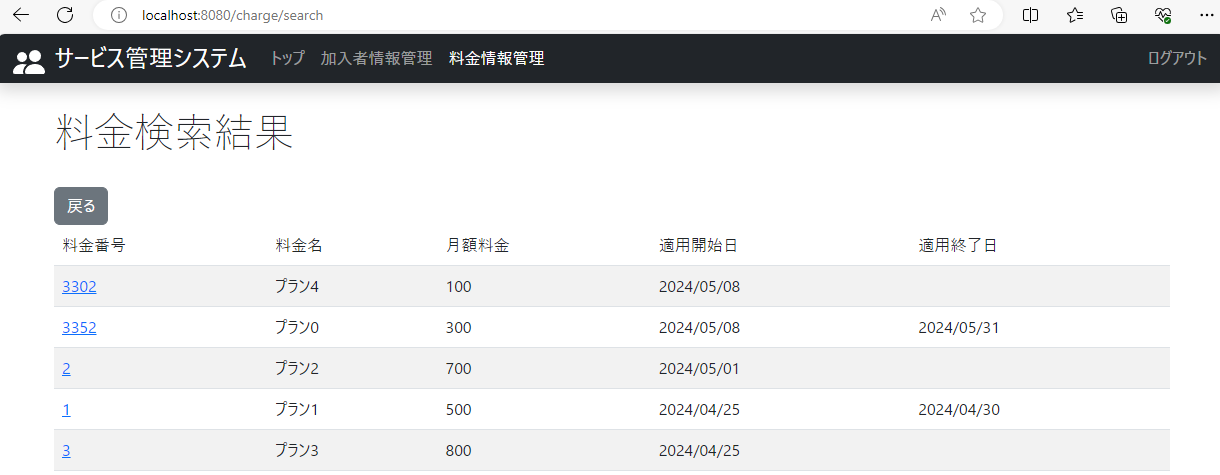 localhost:8080/charge/search
サービス管理システム トップ 加入者情報管理 料金情報管理 ログアウト
料金検索結果
戻る
料金番号 料金名 月額料金 適用開始日 適用終了日
3302 プラン4 100 2024/05/08
3352 プラン0 300 2024/05/08 2024/05/31
2 プラン2 700 2024/05/01
1 プラン1 500 2024/04/25 2024/04/30
3 プラン3 800 2024/04/25